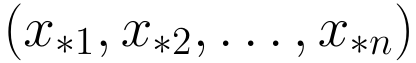 (x_{*1}, x_{*2}, . . . , x_{*n})